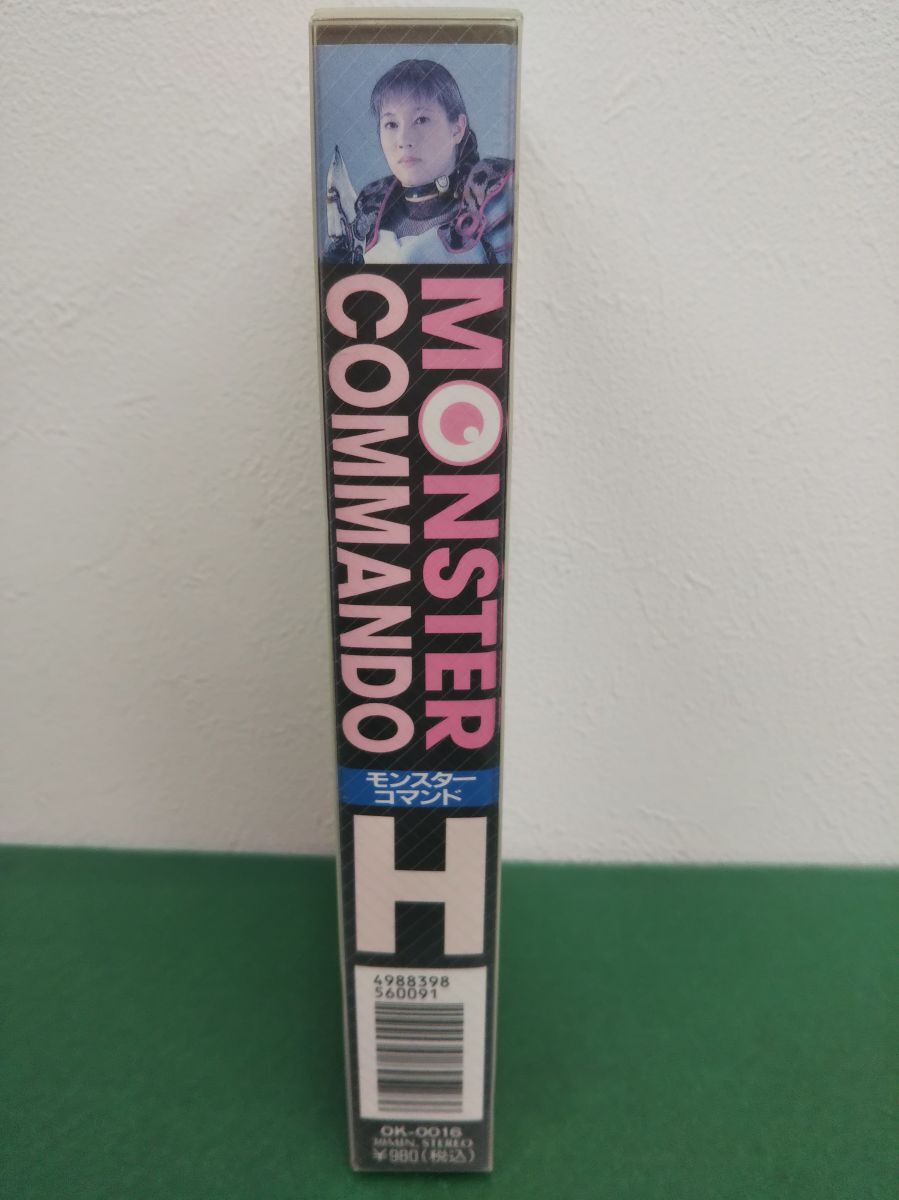 MONSTER
COMMANDO
モンスター
コマンド
H
4988398
560091
OK-0016
30MIN. STEREO
¥980(税込)